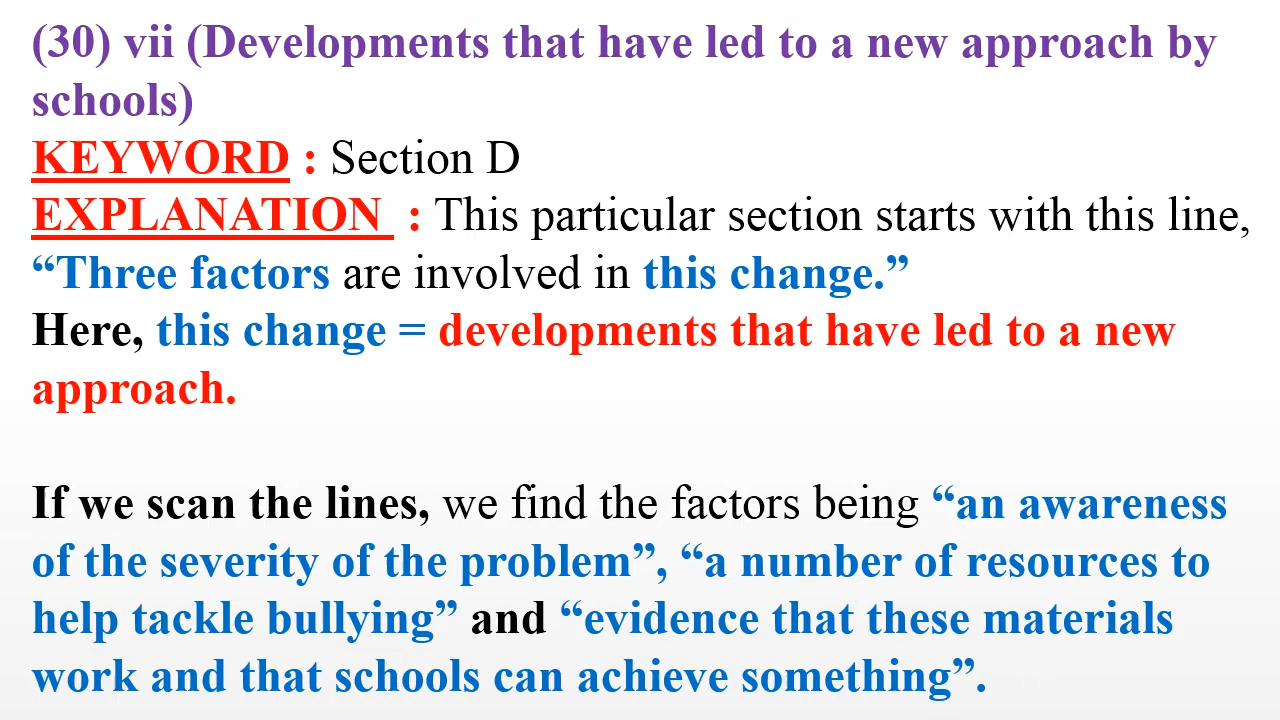 (30) vii (Developments that have led to a new approach by
schools)
KEYWORD : Section D
EXPLANATION : This particular section starts with this line,
“Three factors are involved in this change.”
Here, this change = developments that have led to a new
approach.
If we scan the lines, we find the factors being “an awareness
of the severity of the problem”, “a number of resources to
help tackle bullying” and “evidence that these materials
work and that schools can achieve something”.